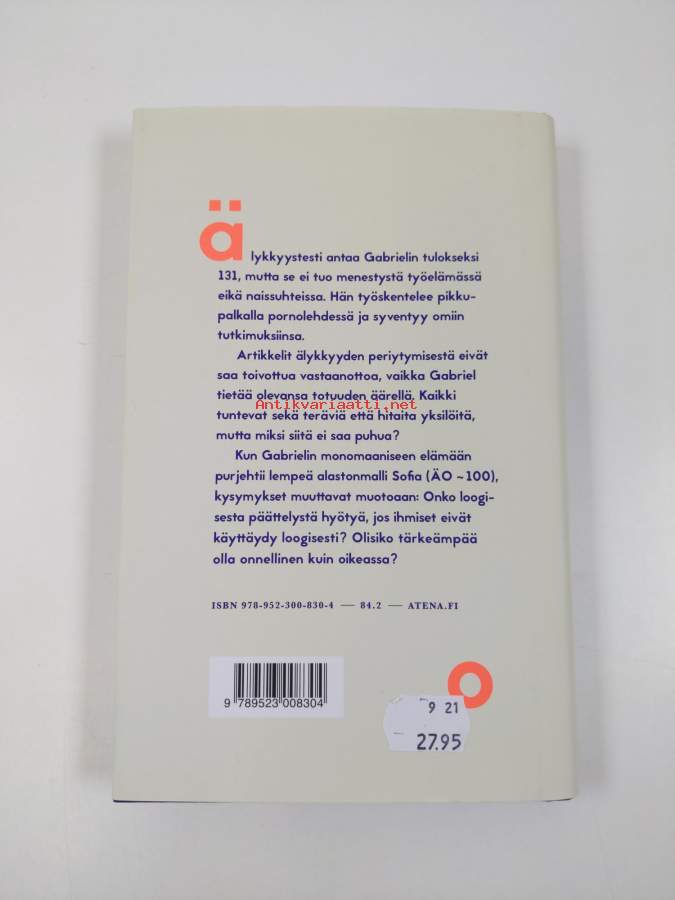 älykkyystesti antaa Gabrielin tulokseksi
131, mutta se ei tuo menestystä työelämässä
eikä naissuhteissa. Hän työskentelee pikku-
palkalla pornolehdessä ja syventyy omiin
tutkimuksiinsa.
Artikkelit älykkyyden periytymisestä eivät
saa toivottua vastaanottoa, vaikka Gabriel
tietää olevansa totuuden äärellä. Kaikki
Antikvariaatti.net
tuntevat sekä teräviä että hitaita yksilöitä,
mutta miksi siitä ei saa puhua?
Kun Gabrielin monomaaniseen elämään
purjehtii lempeä alastonmalli Sofia (ÄO ~100),
kysymykset muuttavat muotoaan: Onko loogi-
sesta päättelystä hyötyä, jos ihmiset eivät
käyttäydy loogisesti? Olisiko tärkeämpää
olla onnellinen kuin oikeassa?
ISBN 978-952-300-830-4 — 84.2 — ATENA.FI
9 789523 008304
o
9 21
27.95